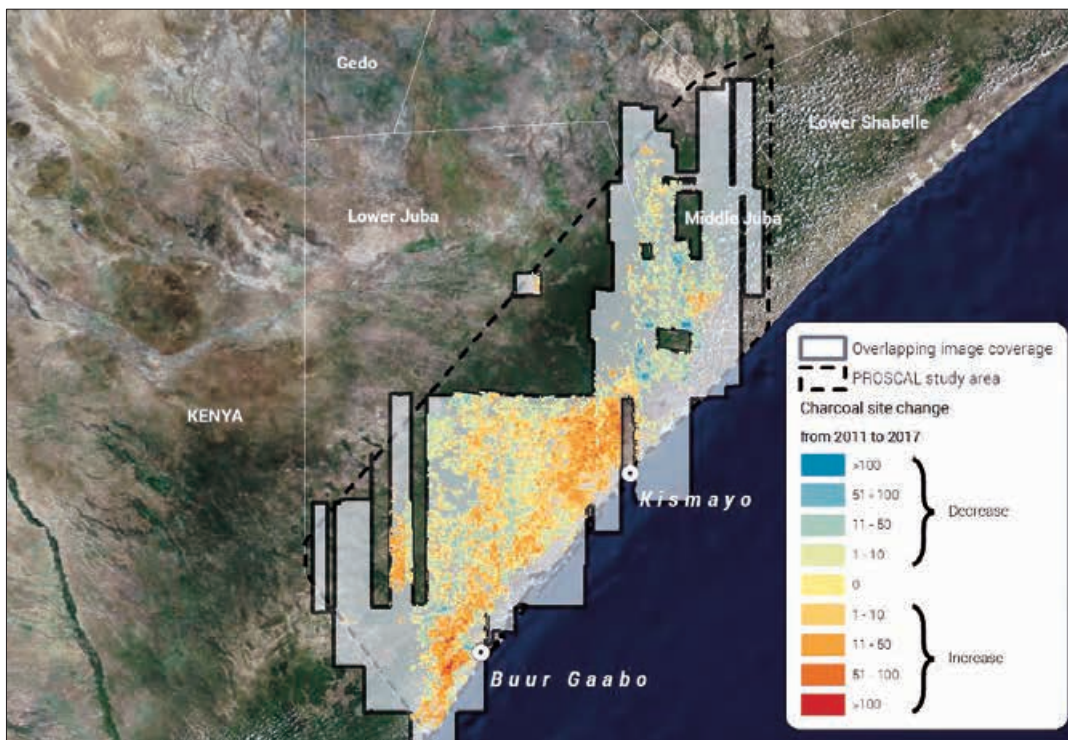 Gedo
Lower Shabelle
Lower Juba
Middle Juba
KENYA
Kismayo
Buur Gaabo
Overlapping image coverage
PROSCAL study area
Charcoal site change
from 2011 to 2017
>100
51 - 100
11 - 50
1 - 10
Decrease
0
1 - 10
11 - 50
51 - 100
>100
Increase